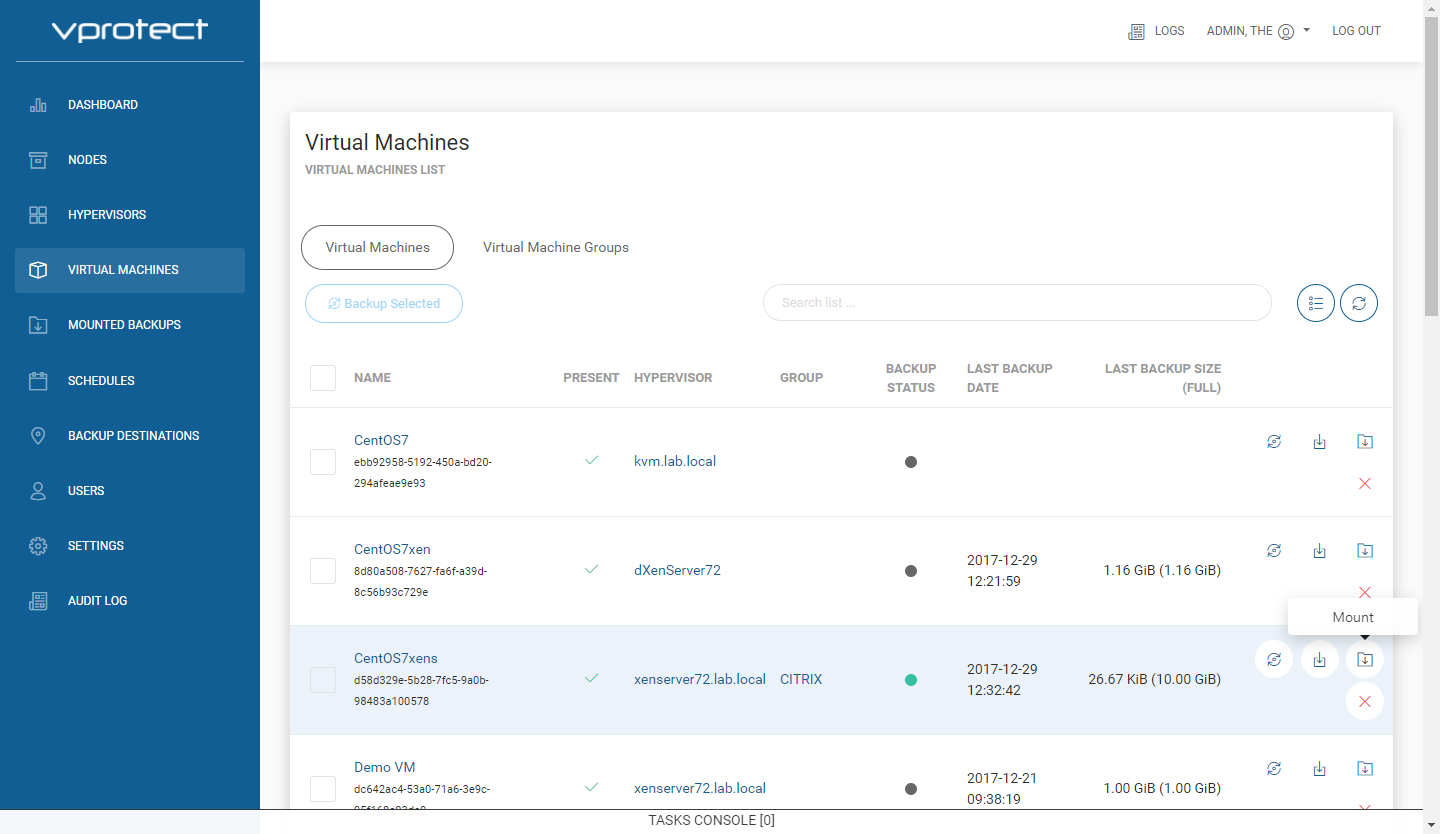 vprotect
LOGS
ADMIN, THE
LOG OUT
DASHBOARD
NODES
HYPERVISORS
VIRTUAL MACHINES
MOUNTED BACKUPS
SCHEDULES
BACKUP DESTINATIONS
USERS
SETTINGS
AUDIT LOG
Virtual Machines
VIRTUAL MACHINES LIST
Virtual Machines
Virtual Machine Groups
Backup Selected
Search list ...
NAME
PRESENT
HYPERVISOR
GROUP
BACKUP
STATUS
LAST BACKUP
DATE
LAST BACKUP SIZE
(FULL)
CentOS7
ebb92958-5192-450a-bd20-
294afeae9e93
kvm.lab.local
CentOS7xen
8d80a508-7627-fa6f-a39d-
8c56b93c729e
dXenServer72
2017-12-29
12:21:59
1.16 GiB (1.16 GiB)
Mount
CentOS7xens
d58d329e-5b28-7fc5-9a0b-
98483a100578
xenserver72.lab.local
CITRIX
2017-12-29
12:32:42
26.67 KiB (10.00 GiB)
Demo VM
dc642ac4-53a0-71a6-3e9c-
xenserver72.lab.local
2017-12-21
09:38:19
1.00 GiB (1.00 GiB)
TASKS CONSOLE [0]